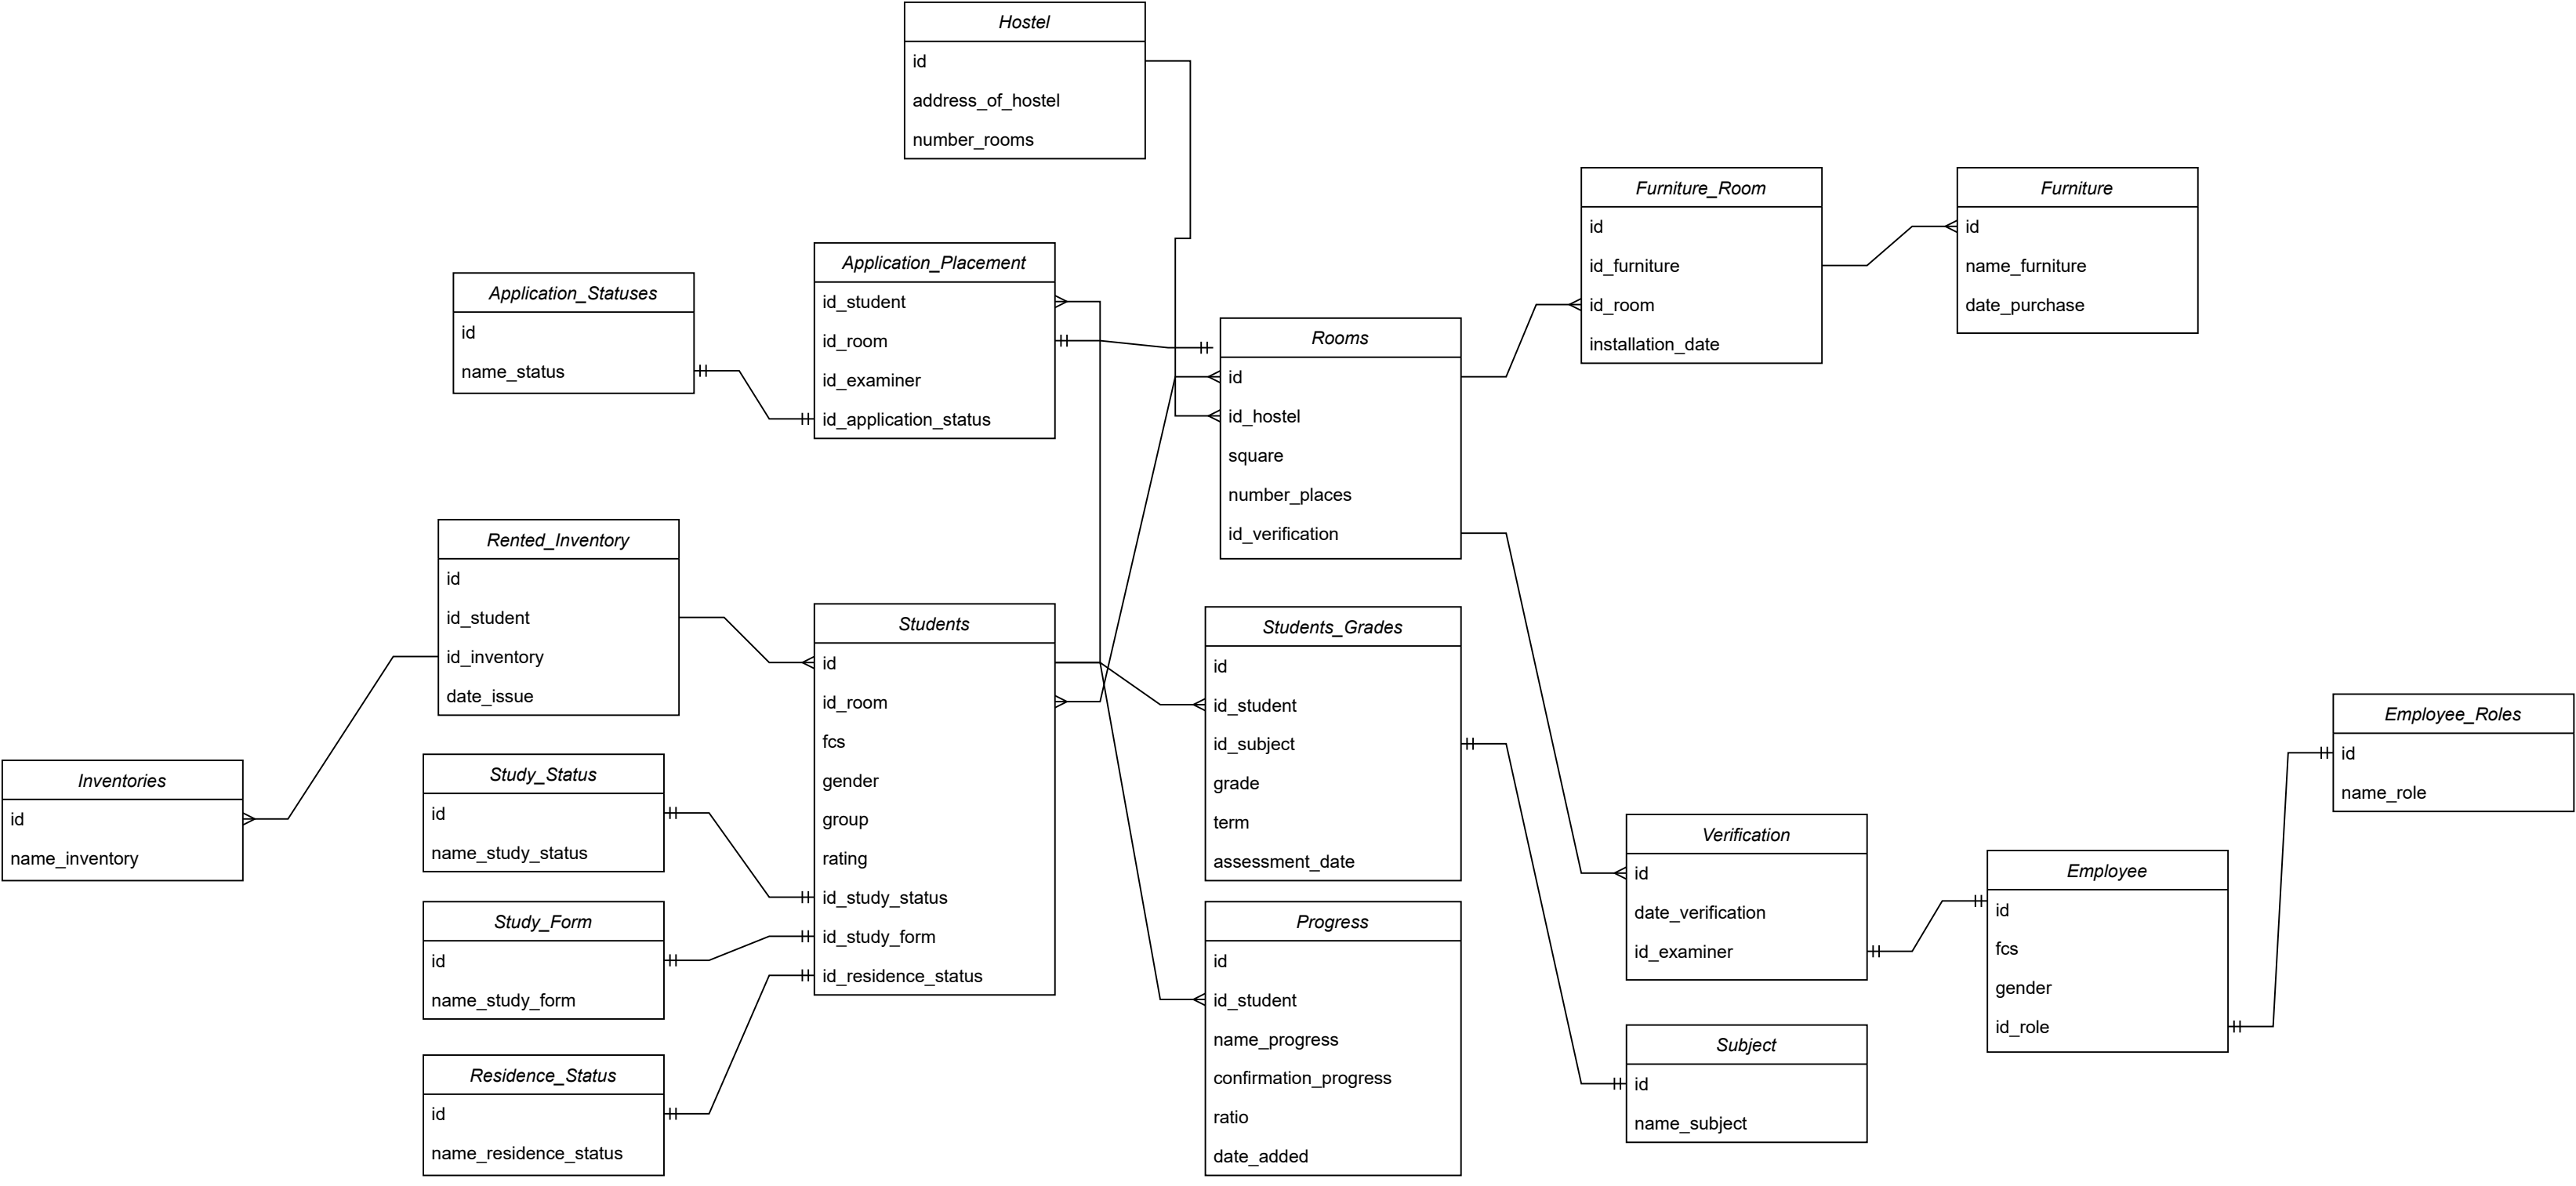 Hostel
id
address_of_hostel
number_rooms
Furniture_Room
id
id_furniture
id_room
installation_date
Furniture
id
name_furniture
date_purchase
Application_Placement
id_student
id_room
id_examiner
id_application_status
Application_Statuses
id
name_status
Rooms
id
id_hostel
square
number_places
id_verification
Rented_Inventory
id
id_student
id_inventory
date_issue
Students
id
id_room
fcs
gender
group
rating
id_study_status
id_study_form
id_residence_status
Students_Grades
id
id_student
id_subject
grade
term
assessment_date
Employee_Roles
id
name_role
Inventories
id
name_inventory
Study_Status
id
name_study_status
Verification
id
date_verification
id_examiner
Employee
id
fcs
gender
id_role
Study_Form
id
name_study_form
Progress
id
id_student
name_progress
confirmation_progress
ratio
date_added
Subject
id
name_subject
Residence_Status
id
name_residence_status